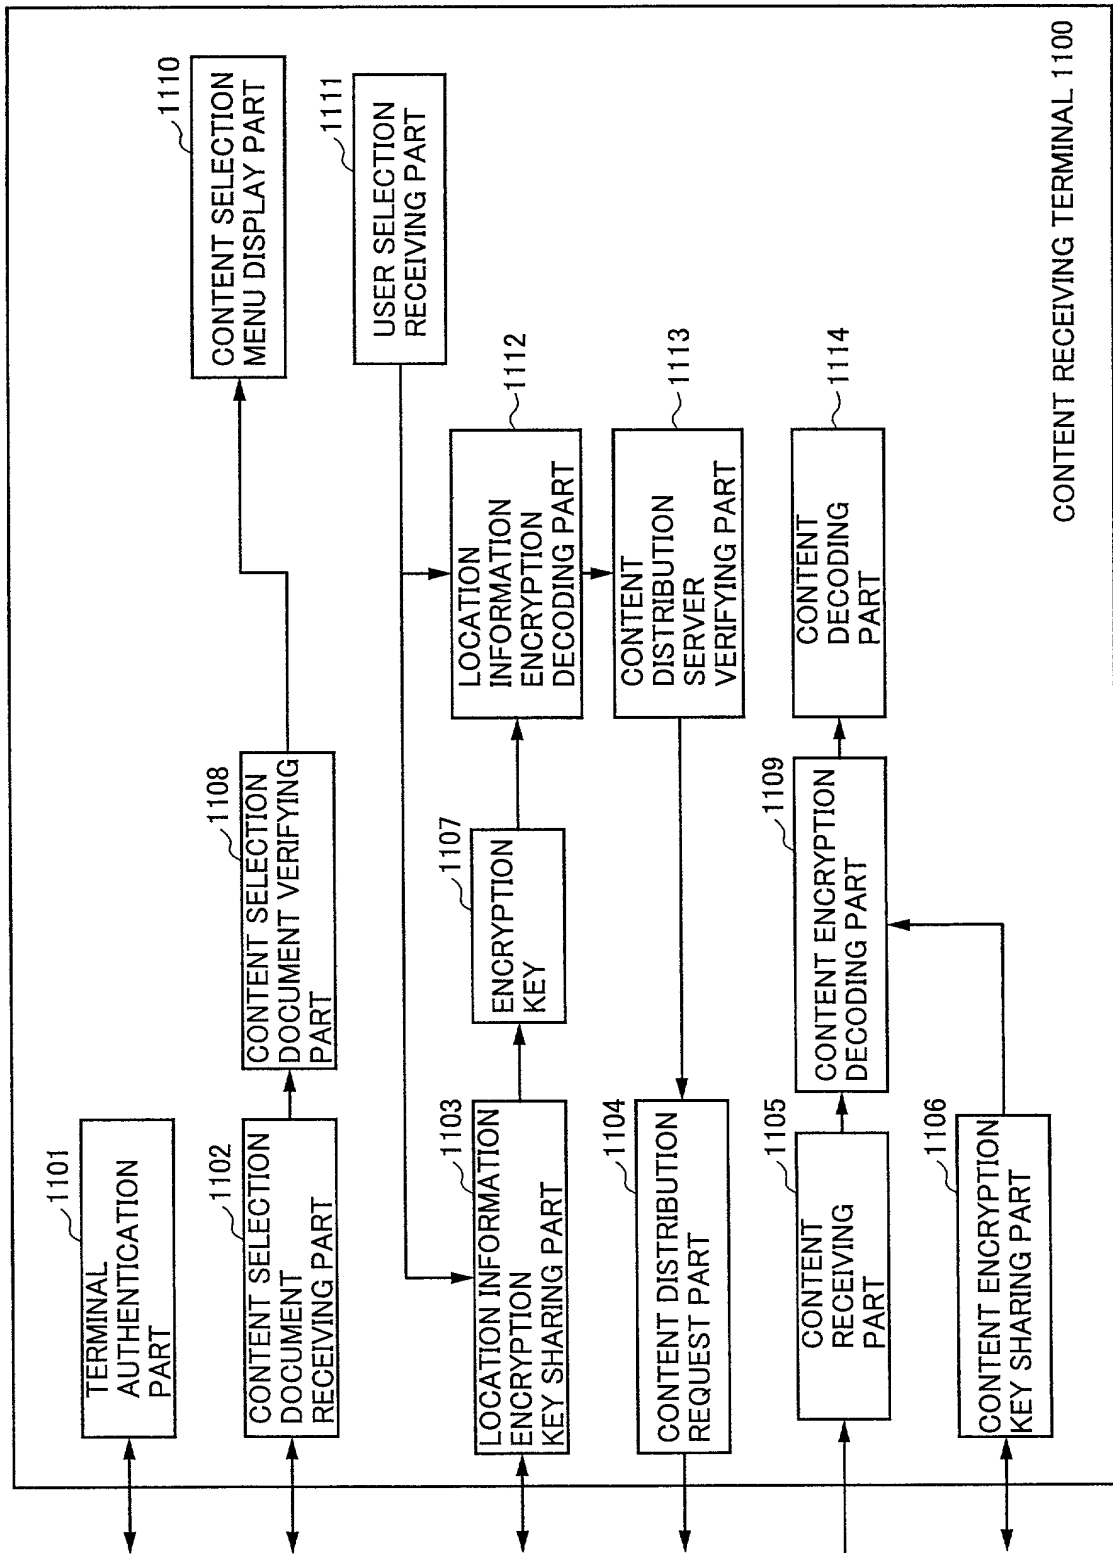 1101
TERMINAL
AUTHENTICATION
PART
1102
CONTENT SELECTION
DOCUMENT
RECEIVING PART
1108
CONTENT SELECTION
DOCUMENT VERIFYING
PART
1110
CONTENT SELECTION
MENU DISPLAY PART
1111
USER SELECTION
RECEIVING PART
1103
LOCATION INFORMATION
ENCRYPTION
KEY SHARING PART
1107
ENCRYPTION
KEY
1112
LOCATION
INFORMATION
ENCRYPTION
DECODING PART
1104
CONTENT DISTRIBUTION
REQUEST PART
1113
CONTENT
DISTRIBUTION
SERVER
VERIFYING PART
1105
CONTENT
RECEIVING
PART
1109
CONTENT ENCRYPTION
DECODING PART
1114
CONTENT
DECODING
PART
1106
CONTENT ENCRYPTION
KEY SHARING PART
CONTENT RECEIVING TERMINAL 1100